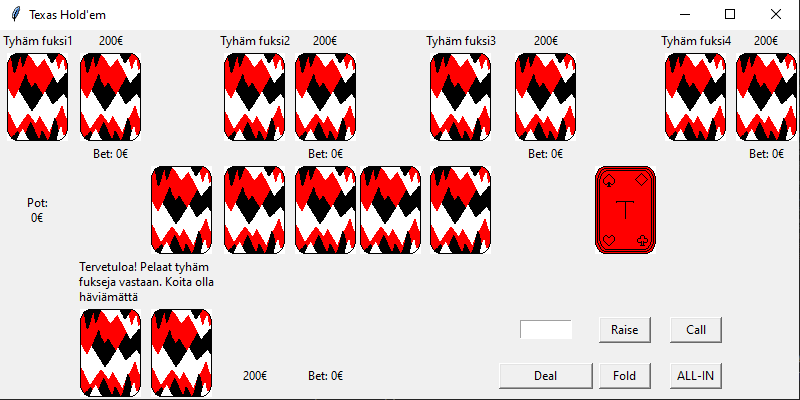 Texas Hold'em
Tyhäm fuksi1 200€ Tyhäm fuksi2 200€ Tyhäm fuksi3 200€ Tyhäm fuksi4 200€
Bet: 0€ Bet: 0€ Bet: 0€ Bet: 0€
Pot:
0€
T
Tervetuloa! Pelaat tyhäm
fukseja vastaan. Koita olla
häviämättä
Raise Call
200€ Bet: 0€ Deal Fold ALL-IN